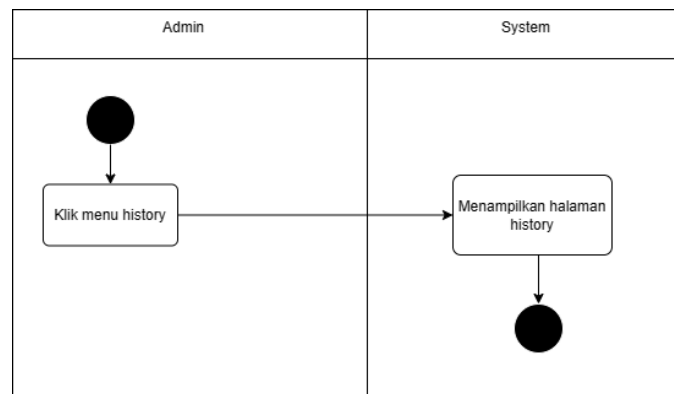 Admin
System
Klik menu history
Menampilkan halaman
history